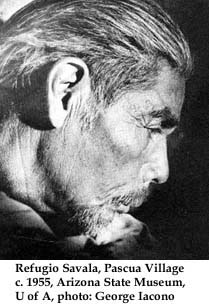 Refugio Savala, Pascua Village
c. 1955, Arizona State Museum,
U of A, photo: George Iacono